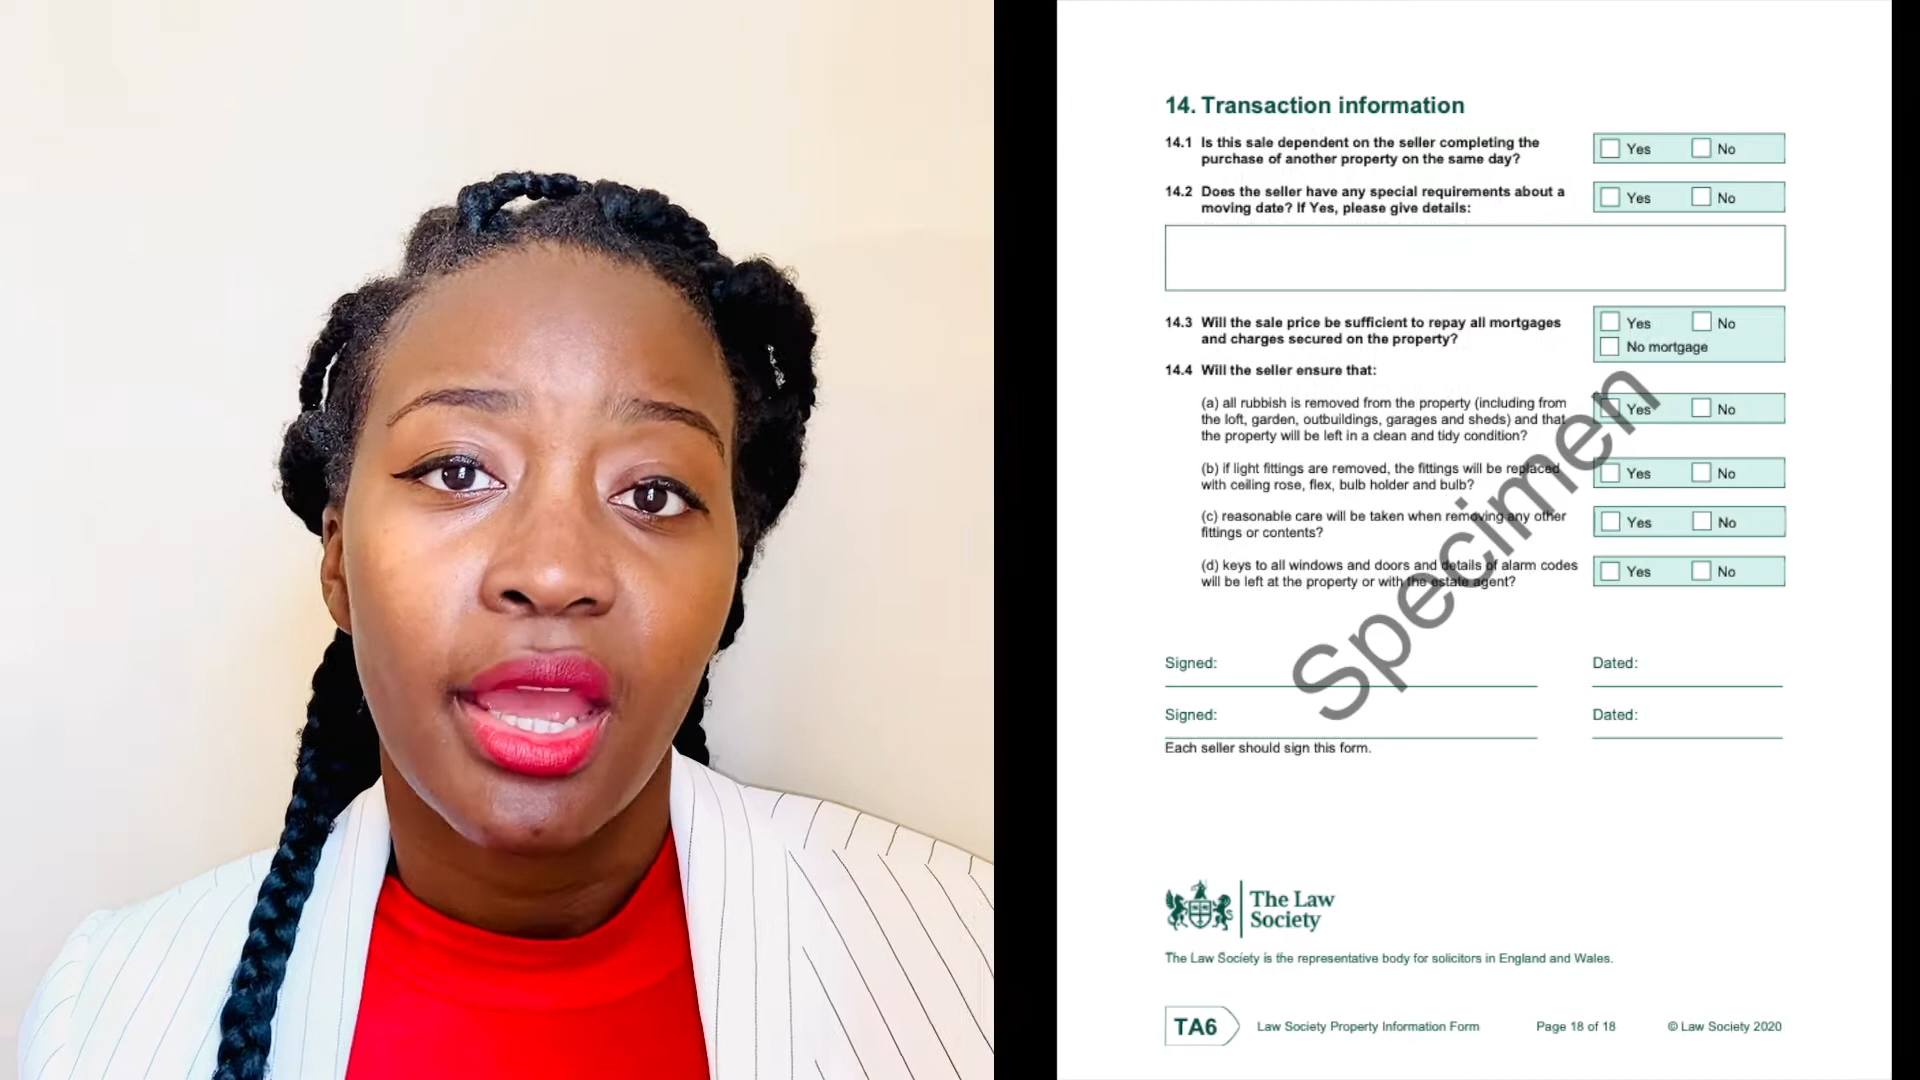 14. Transaction information
14.1 Is this sale dependent on the seller completing the
purchase of another property on the same day?
Yes No
14.2 Does the seller have any special requirements about a
moving date? If Yes, please give details:
Yes No
14.3 Will the sale price be sufficient to repay all mortgages
and charges secured on the property?
Yes No
No mortgage
14.4 Will the seller ensure that:
(a) all rubbish is removed from the property (including from
the loft, garden, outbuildings, garages and sheds) and that
the property will be left in a clean and tidy condition?
Yes No
(b) if light fittings are removed, the fittings will be replaced
with ceiling rose, flex, bulb holder and bulb?
Yes No
(c) reasonable care will be taken when removing any other
fittings or contents?
Yes No
(d) keys to all windows and doors and details of alarm codes
will be left at the property or with the estate agent?
Yes No
Specimen
Signed: Dated:
Signed: Dated:
Each seller should sign this form.
The Law
Society
The Law Society is the representative body for solicitors in England and Wales.
TA6 Law Society Property Information Form Page 18 of 18 © Law Society 2020